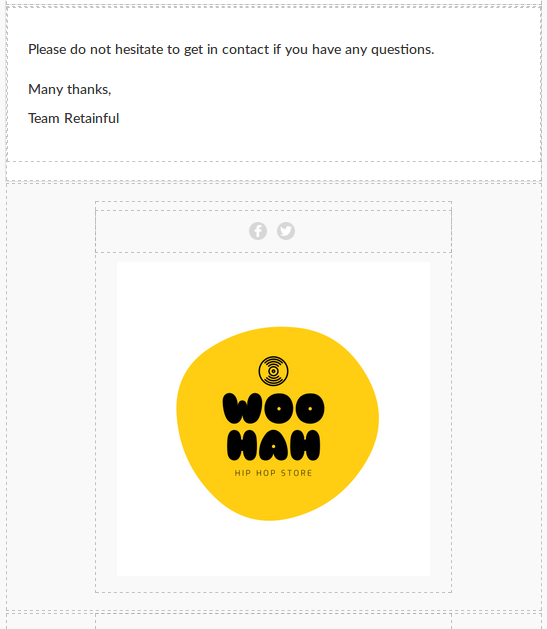 Please do not hesitate to get in contact if you have any questions.
Many thanks,
Team Retainful
WOO
HAH
HIP HOP STORE